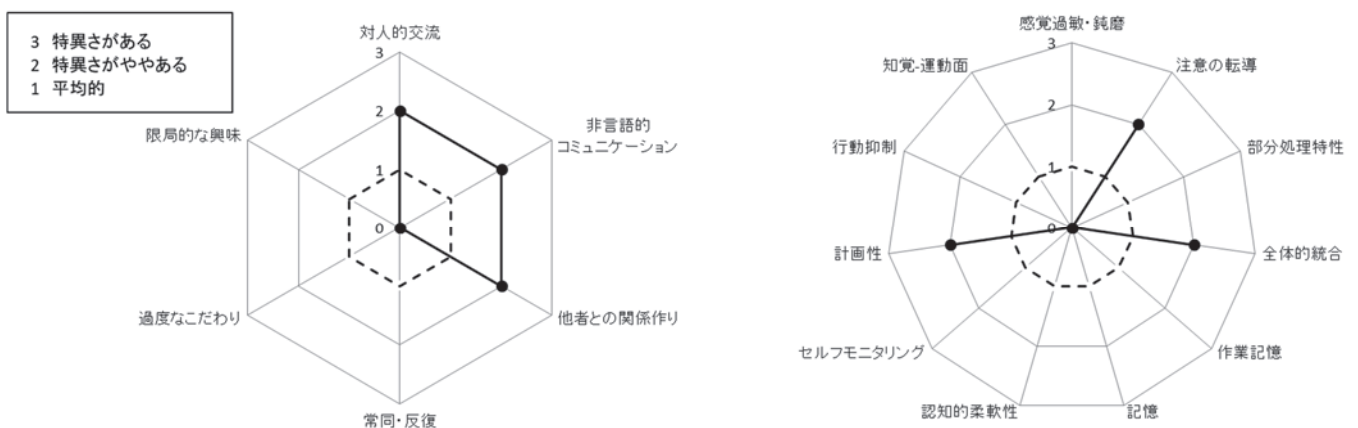 3 特異さがある
2 特異さがややある
1 平均的
対人的交流
3
2
1
0
非言語的
コミュニケーション
他者との関係作り
常同・反復
過度なこだわり
限局的な興味
感覚過敏・鈍磨
3
2
1
0
注意の転導
部分処理特性
全体的統合
作業記憶
記憶
認知的柔軟性
セルフモニタリング
計画性
行動抑制
知覚-運動面